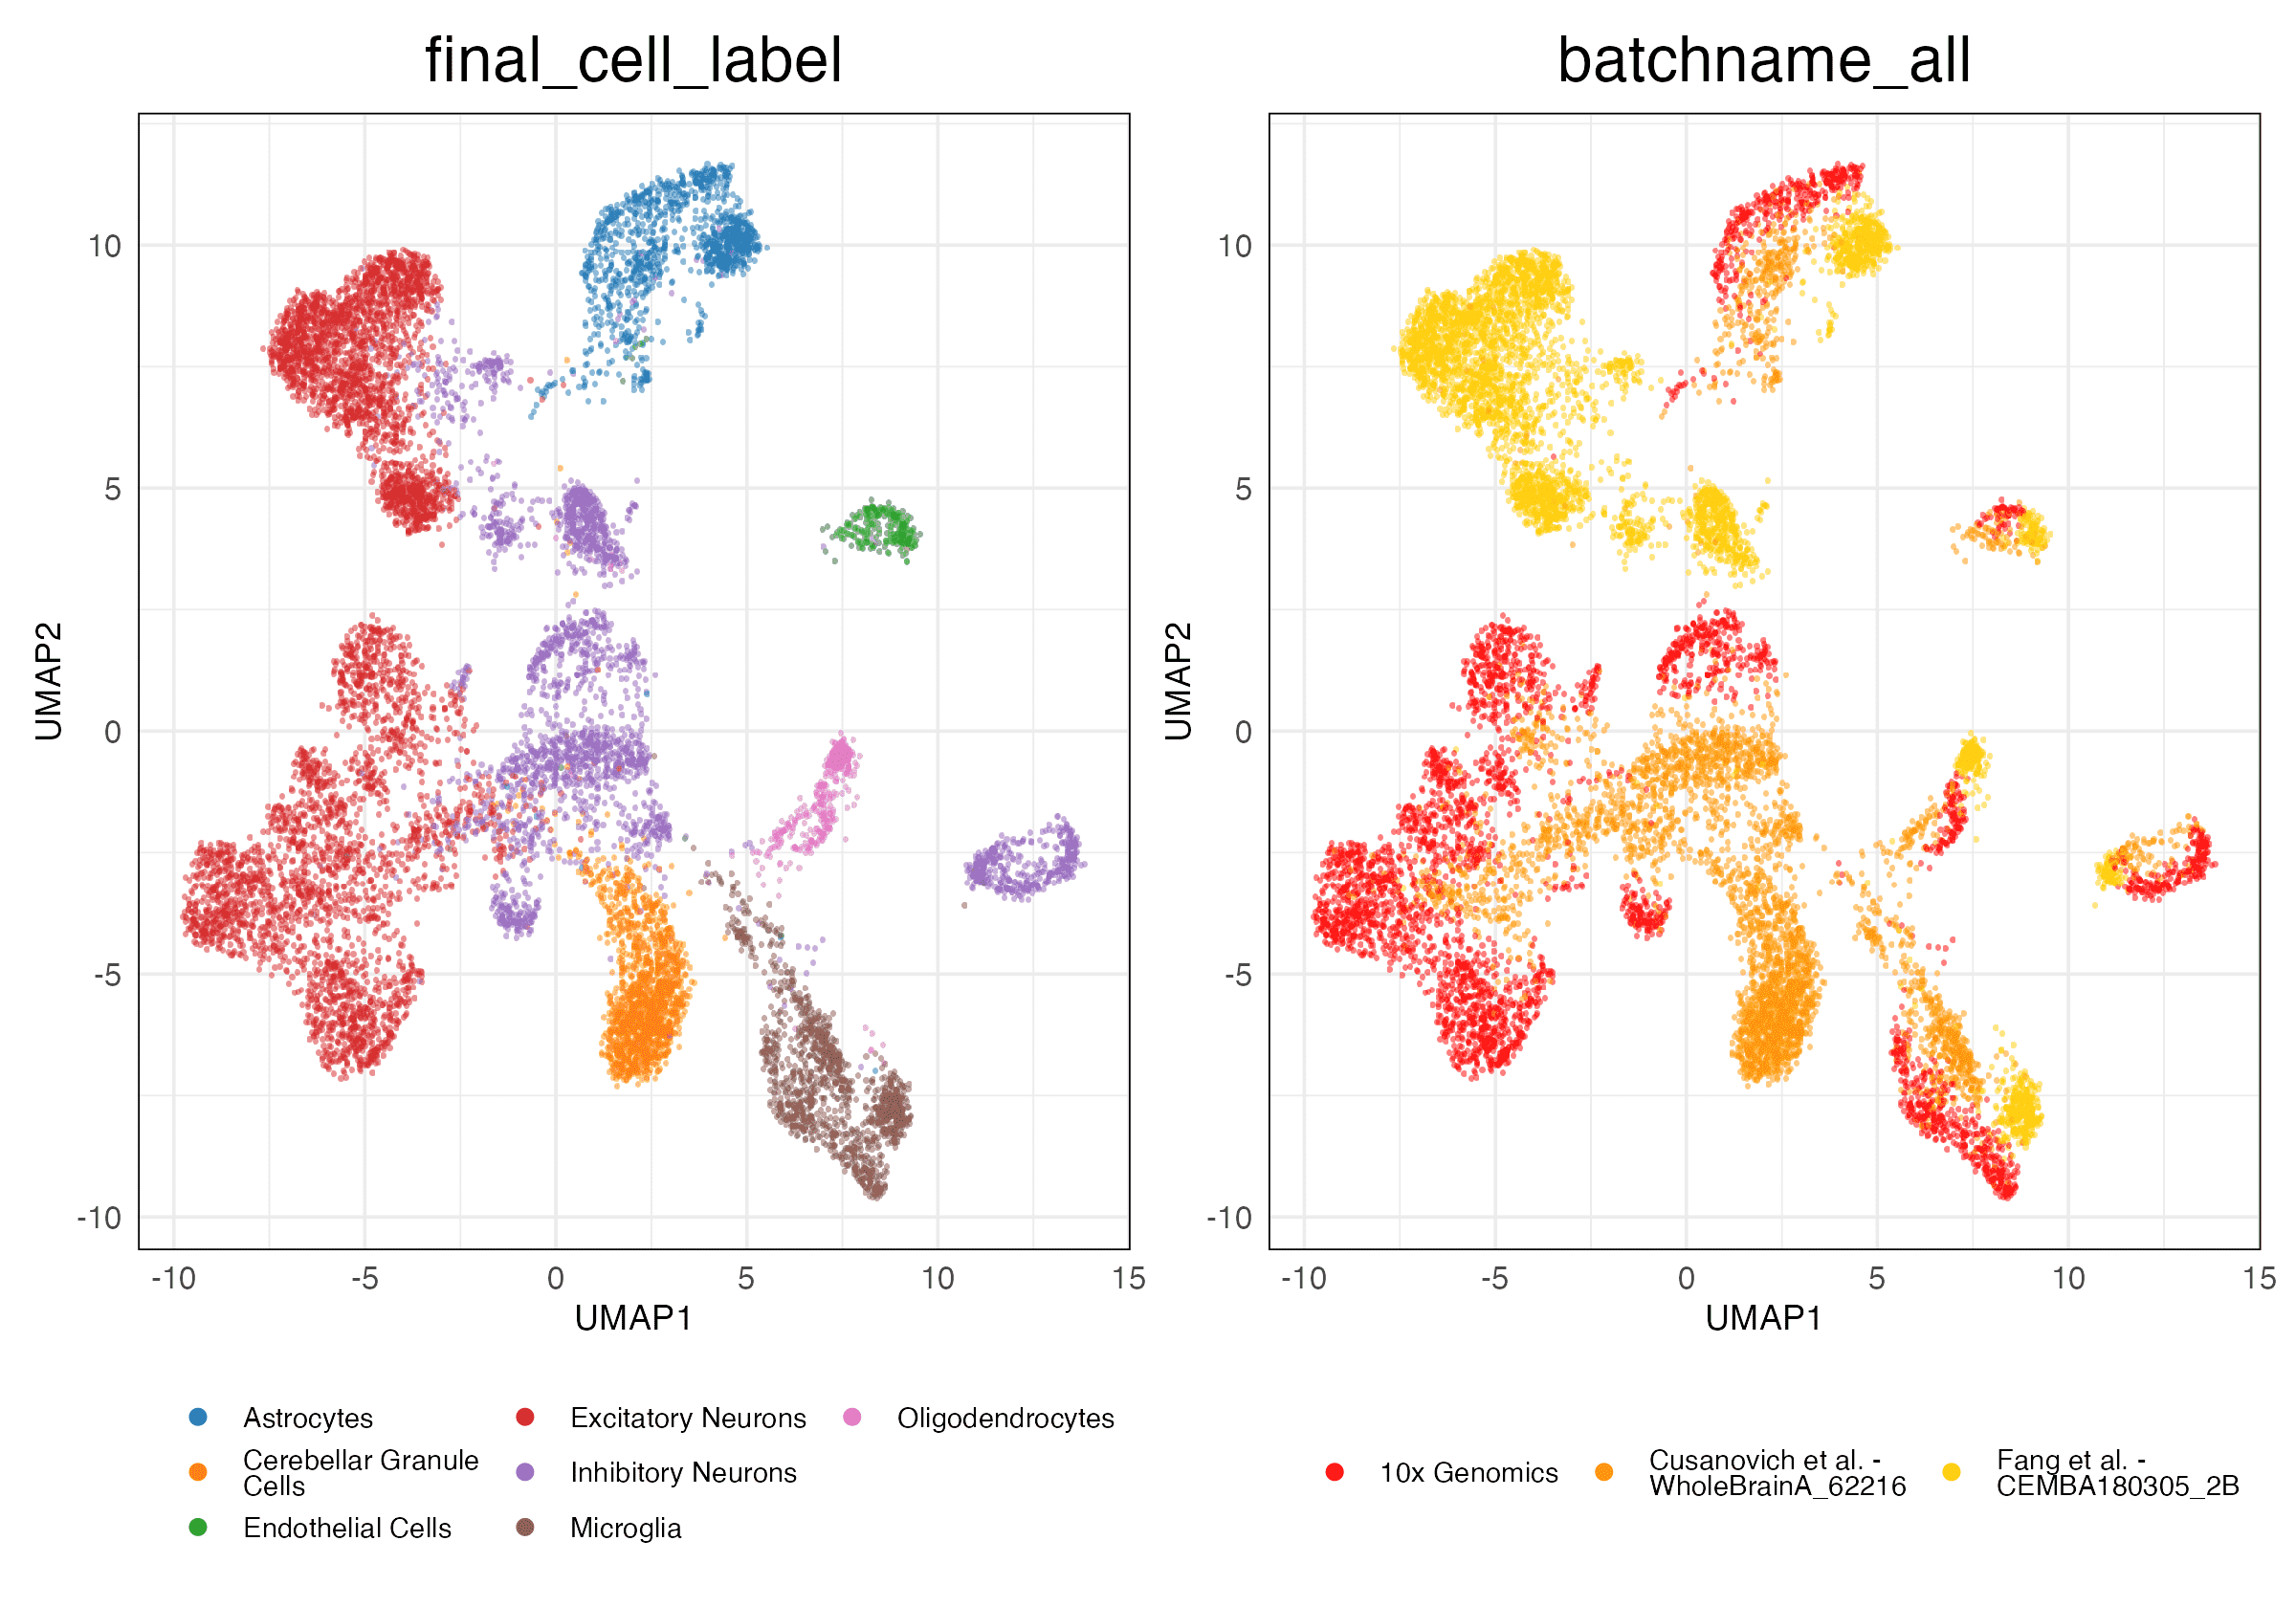 final_cell_label
batchname_all
10
5
0
-5
-10
UMAP2
-10
-5
0
5
10
15
UMAP1
10
5
0
-5
-10
UMAP2
-10
-5
0
5
10
15
UMAP1
Astrocytes
Cerebellar Granule
Cells
Endothelial Cells
Excitatory Neurons
Inhibitory Neurons
Microglia
Oligodendrocytes
10x Genomics
Cusanovich et al. -
WholeBrainA_62216
Fang et al. -
CEMBA180305_2B